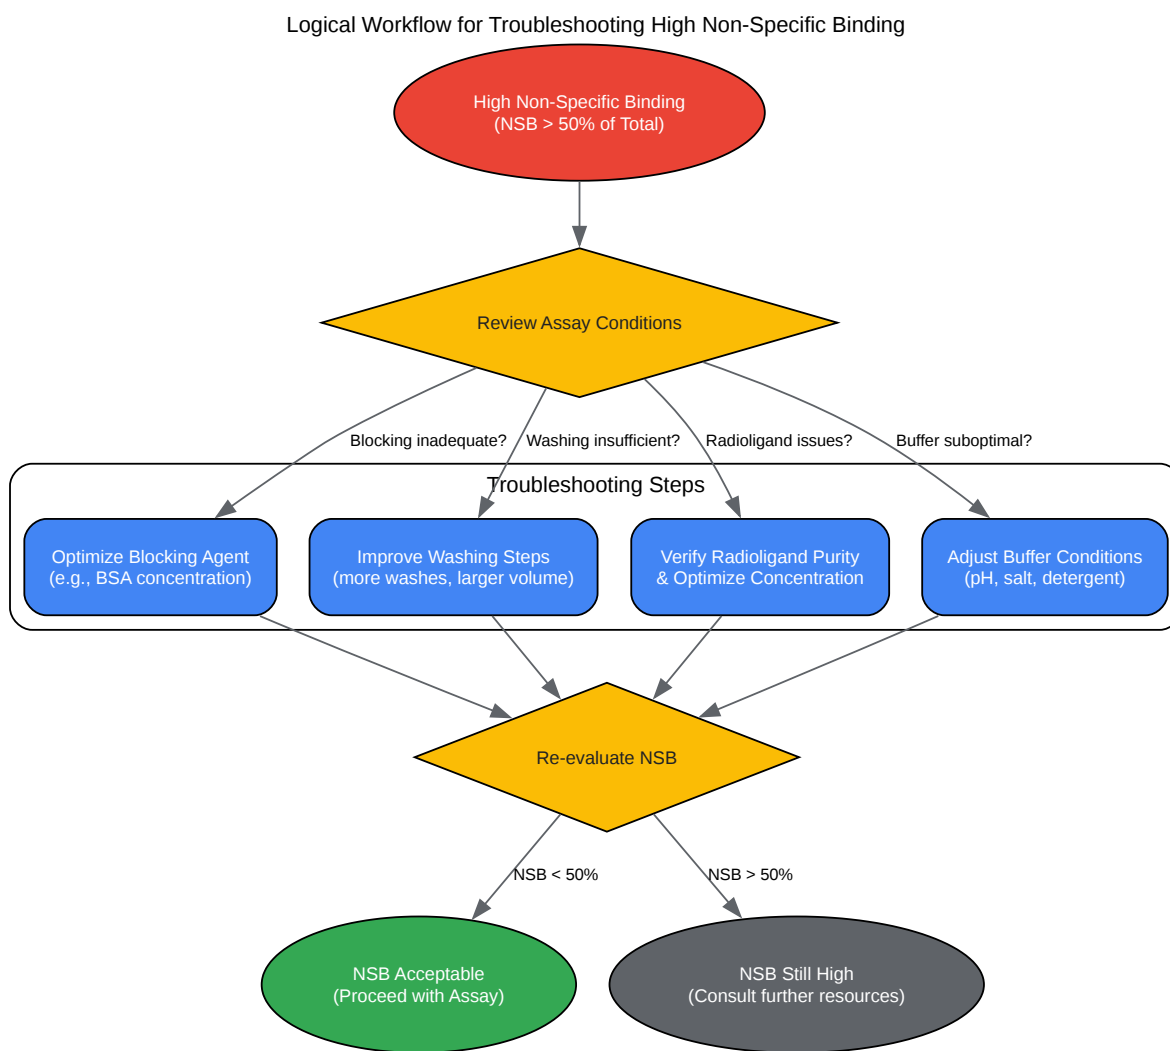 Logical Workflow for Troubleshooting High Non-Specific Binding
High Non-Specific Binding
(NSB > 50% of Total)
Review Assay Conditions
Blocking inadequate?
Washing insufficient?
Radioligand issues?
Buffer suboptimal?
Troubleshooting Steps
Optimize Blocking Agent
(e.g., BSA concentration)
Improve Washing Steps
(more washes, larger volume)
Verify Radioligand Purity
& Optimize Concentration
Adjust Buffer Conditions
(pH, salt, detergent)
Re-evaluate NSB
NSB < 50%
NSB > 50%
NSB Acceptable
(Proceed with Assay)
NSB Still High
(Consult further resources)